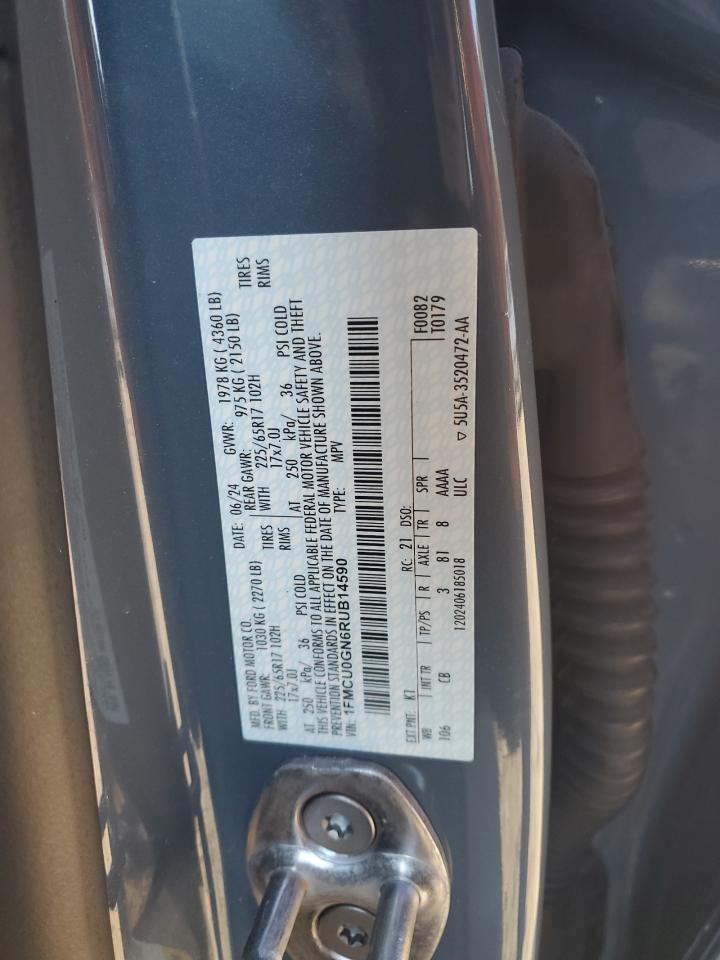 MFD. BY FORD MOTOR CO. DATE: 06/24 GVWR: 1978 KG ( 4360 LB)
FRONT GAWR: 1030 KG ( 2270 LB) REAR GAWR: 975 KG ( 2150 LB)
WITH 225/65R17 102H TIRES WITH 225/65R17 102H TIRES
17x7.0J RIMS 17x7.0J RIMS
AT 250 kPa/ 36 PSI COLD AT 250 kPa/ 36 PSI COLD
THIS VEHICLE CONFORMS TO ALL APPLICABLE FEDERAL MOTOR VEHICLE SAFETY AND THEFT
PREVENTION STANDARDS IN EFFECT ON THE DATE OF MANUFACTURE SHOWN ABOVE.
VIN: 1FMCU0GN6RUB14590 TYPE: MPV
EXT PNT: K1 RC: 21 DSO: F0082
WB INT TR TP/PS R AXLE TR SPR T0179
106 CB 3 81 8 AAAA
1202406185018 ULC ▽ 5U5A-3520472-AA